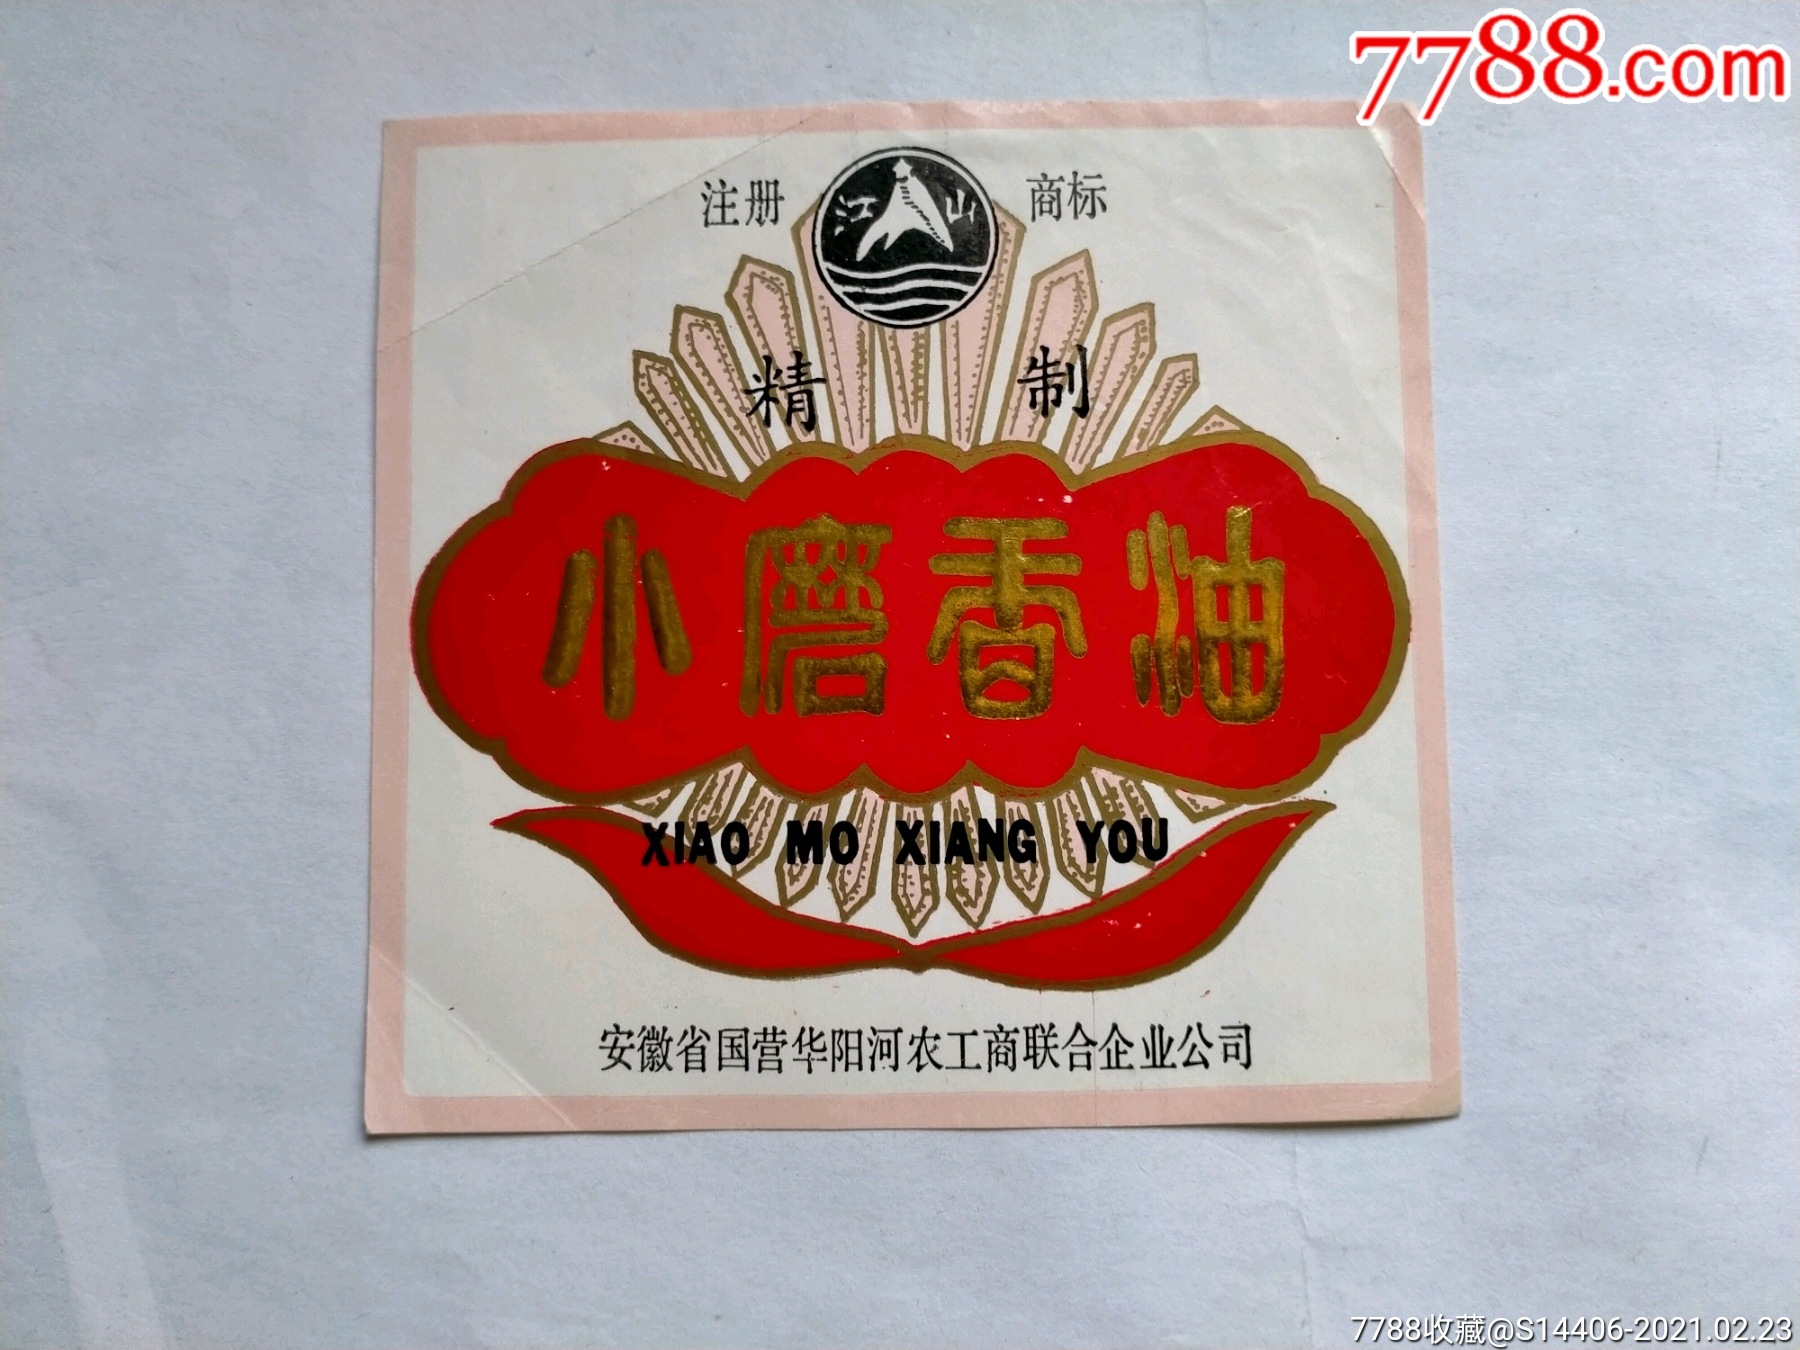 7788.com
注册 江山 商标
精制
小磨香油
XIAO MO XIANG YOU
安徽省国营华阳河农工商联合企业公司
7788收藏@S14406-2021.02.23